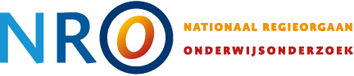 NRO
NATIONAAL REGIEORGAAN
ONDERWIJSONDERZOEK